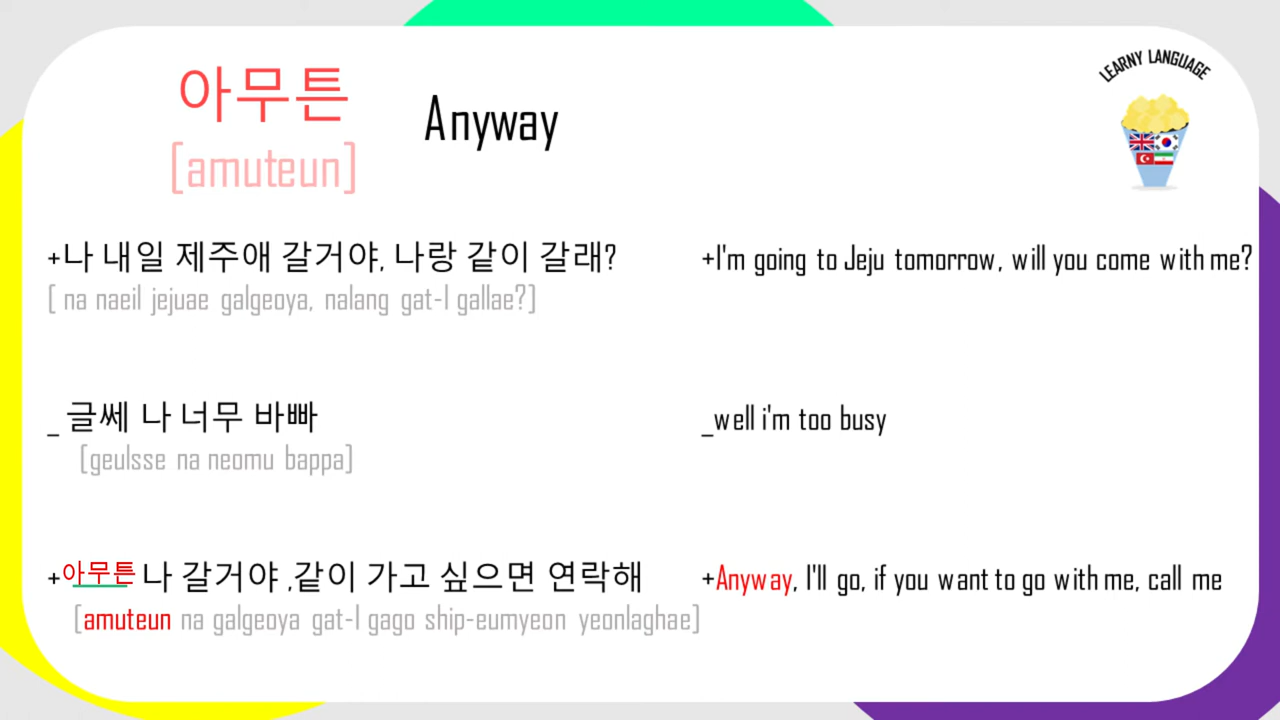 LEARNY LANGUAGE
아무튼
Anyway
[amuteun]
+나 내일 제주애 갈거야, 나랑 같이 갈래?
+I'm going to Jeju tomorrow, will you come with me?
[ na naeil jejuae galgeoya, nalang gat-I gallae?]
_ 글쎄 나 너무 바빠
_well i'm too busy
[geulsse na neomu bappa]
+아무튼 나 갈거야 ,같이 가고 싶으면 연락해
+Anyway, I'll go, if you want to go with me, call me
[amuteun na galgeoya gat-I gago ship-eumyeon yeonlaghae]